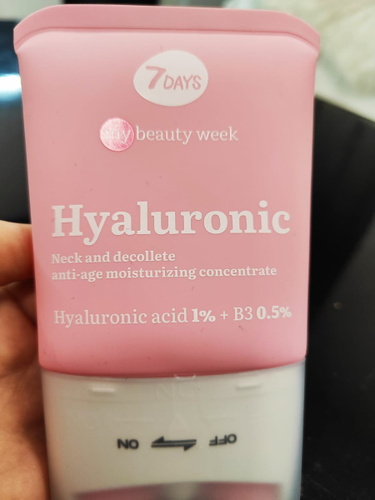 7DAYS
my beauty week
Hyaluronic
Neck and decollete
anti-age moisturizing concentrate
Hyaluronic acid 1% + B3 0.5%
OFF ON